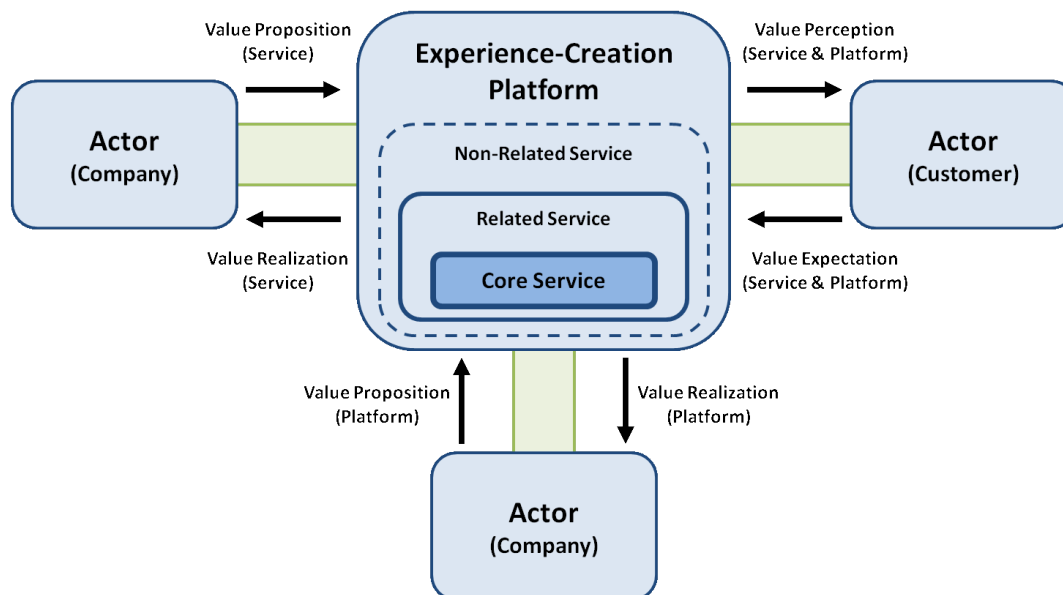 Value Proposition
(Service)
Experience-Creation
Platform
Value Perception
(Service & Platform)
Actor
(Company)
Non-Related Service
Actor
(Customer)
Related Service
Value Realization
(Service)
Core Service
Value Expectation
(Service & Platform)
Value Proposition
(Platform)
Value Realization
(Platform)
Actor
(Company)